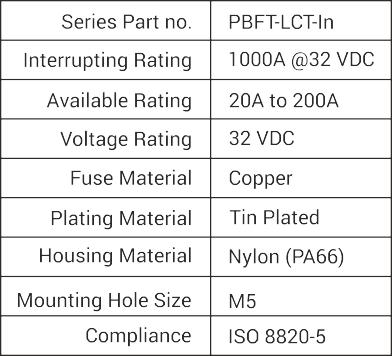 Series Part no. PBFT-LCT-In
Interrupting Rating 1000A @32 VDC
Available Rating 20A to 200A
Voltage Rating 32 VDC
Fuse Material Copper
Plating Material Tin Plated
Housing Material Nylon (PA66)
Mounting Hole Size M5
Compliance ISO 8820-5